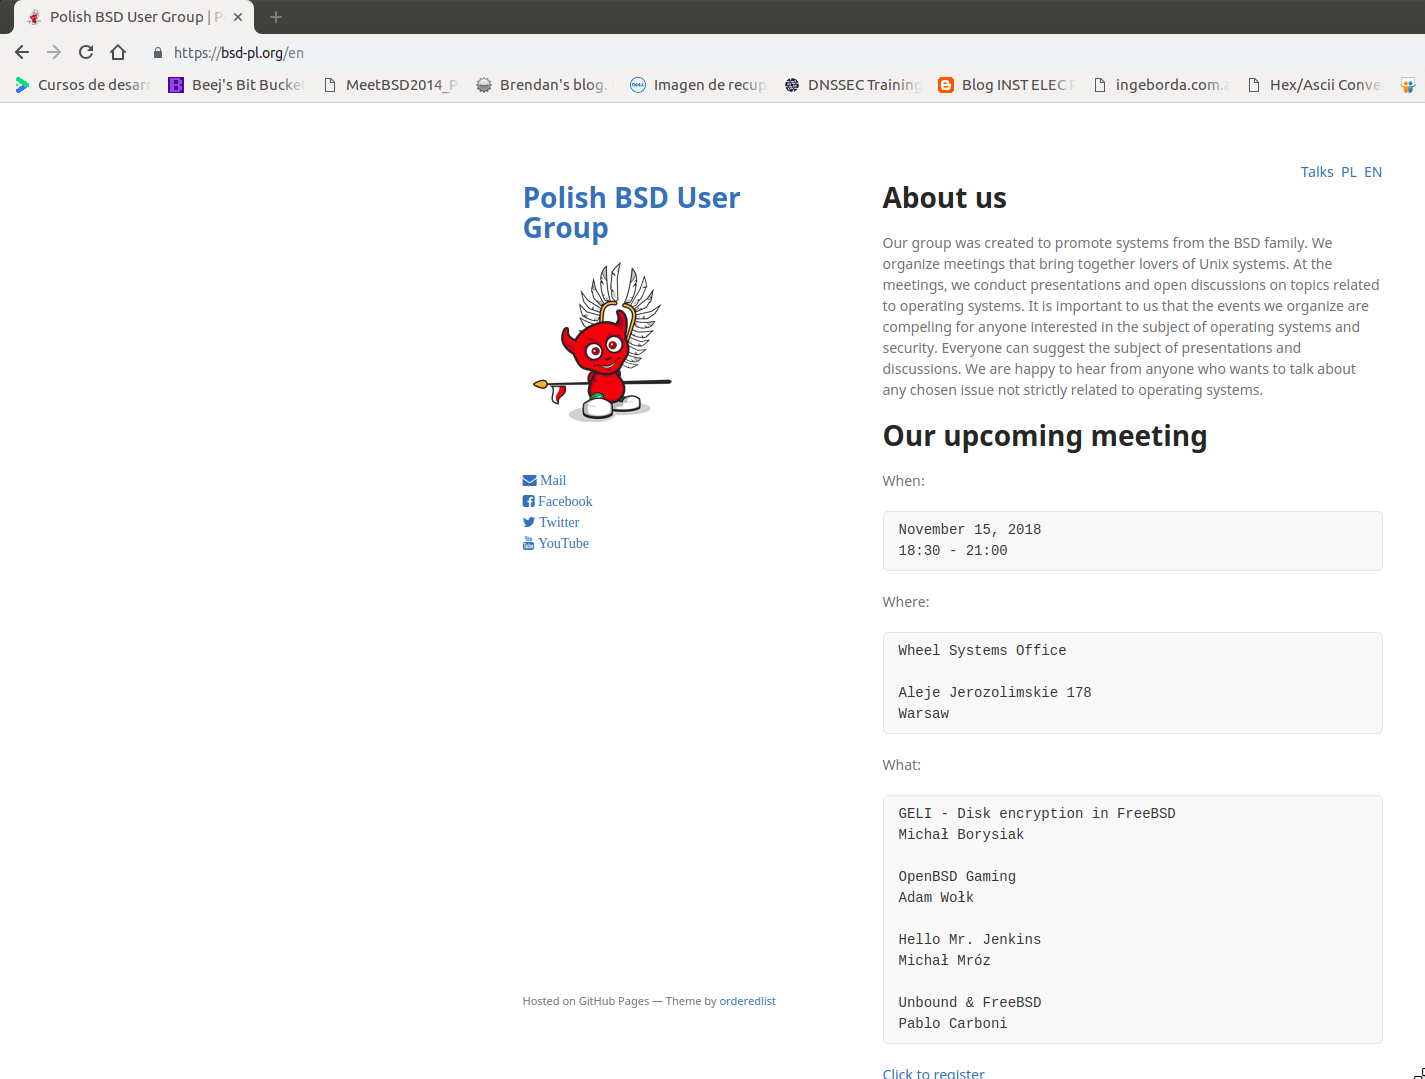 Polish BSD User Group | P
https://bsd-pl.org/en
Cursos de desarr
Beej's Bit Bucke
MeetBSD2014_P
Brendan's blog.
Imagen de recup
DNSSEC Training
Blog INST ELEC
ingeborda.com.a
Hex/Ascii Conve
Talks PL EN
Polish BSD User
Group
Mail
Facebook
Twitter
YouTube
Hosted on GitHub Pages — Theme by orderedlist
About us
Our group was created to promote systems from the BSD family. We
organize meetings that bring together lovers of Unix systems. At the
meetings, we conduct presentations and open discussions on topics related
to operating systems. It is important to us that the events we organize are
compeling for anyone interested in the subject of operating systems and
security. Everyone can suggest the subject of presentations and
discussions. We are happy to hear from anyone who wants to talk about
any chosen issue not strictly related to operating systems.
Our upcoming meeting
When:
November 15, 2018
18:30 - 21:00
Where:
Wheel Systems Office
Aleje Jerozolimskie 178
Warsaw
What:
GELI - Disk encryption in FreeBSD
Michał Borysiak
OpenBSD Gaming
Adam Wołk
Hello Mr. Jenkins
Michał Mróz
Unbound & FreeBSD
Pablo Carboni
Click to register